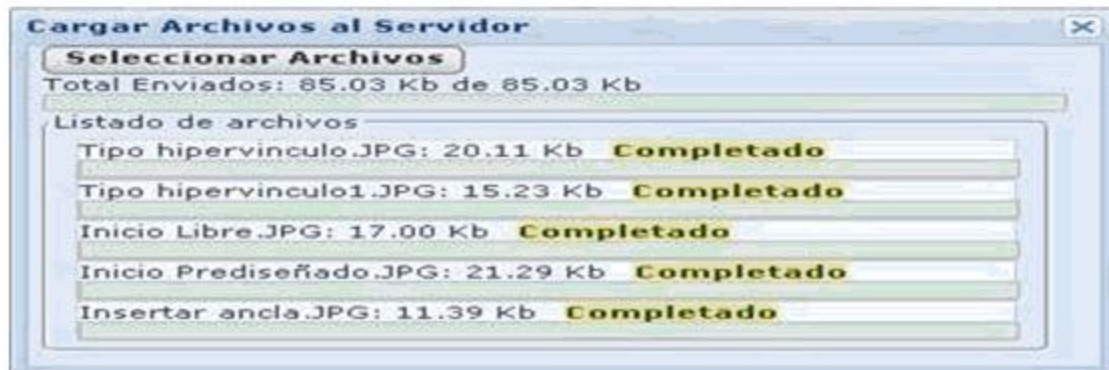 Cargar Archivos al Servidor
Seleccionar Archivos
Total Enviados: 85.03 Kb de 85.03 Kb
Listado de archivos
Tipo hipervinculo.JPG: 20.11 Kb Completado
Tipo hipervinculo1.JPG: 15.23 Kb Completado
Inicio Libre.JPG: 17.00 Kb Completado
Inicio Prediseñado.JPG: 21.29 Kb Completado
Insertar ancla.JPG: 11.39 Kb Completado